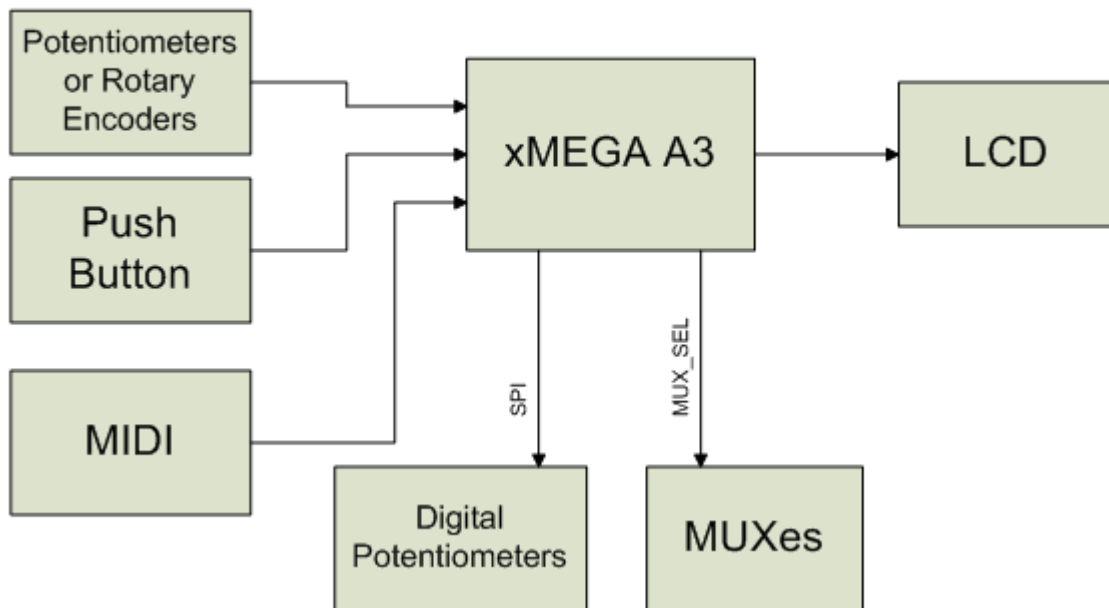 Potentiometers
or Rotary
Encoders
xMEGA A3
LCD
Push
Button
MIDI
SPI
MUX_SEL
Digital
Potentiometers
MUXes